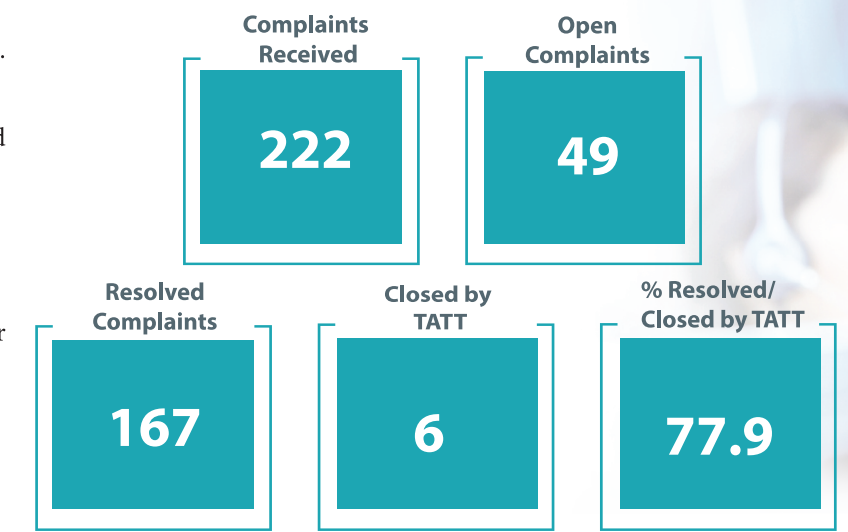 Complaints
Received
222
Open
Complaints
49
Resolved
Complaints
167
Closed by
TATT
6
% Resolved/
Closed by TATT
77.9